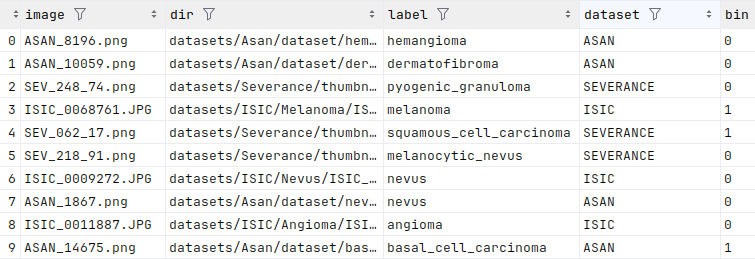 image dir label dataset bin
0 ASAN_8196.png datasets/Asan/dataset/hem… hemangioma ASAN 0
1 ASAN_10059.png datasets/Asan/dataset/der… dermatofibroma ASAN 0
2 SEV_248_74.png datasets/Severance/thumbn… pyogenic_granuloma SEVERANCE 0
3 ISIC_0068761.JPG datasets/ISIC/Melanoma/IS… melanoma ISIC 1
4 SEV_062_17.png datasets/Severance/thumbn… squamous_cell_carcinoma SEVERANCE 1
5 SEV_218_91.png datasets/Severance/thumbn… melanocytic_nevus SEVERANCE 0
6 ISIC_0009272.JPG datasets/ISIC/Nevus/ISIC_… nevus ISIC 0
7 ASAN_1867.png datasets/Asan/dataset/nev… nevus ASAN 0
8 ISIC_0011887.JPG datasets/ISIC/Angioma/ISI… angioma ISIC 0
9 ASAN_14675.png datasets/Asan/dataset/bas… basal_cell_carcinoma ASAN 1